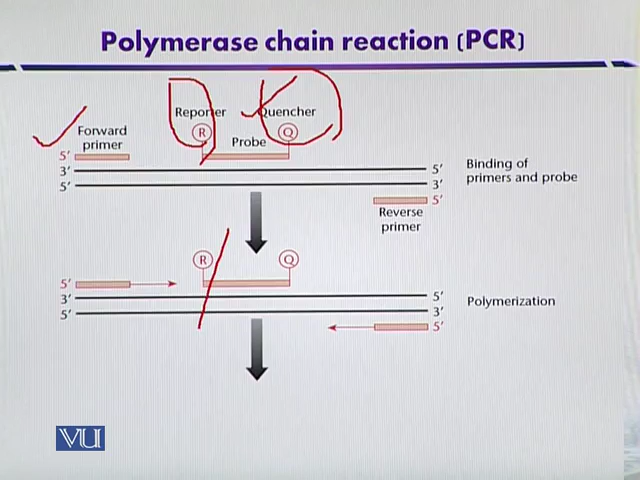 Polymerase chain reaction (PCR)
Reporter
Quencher
R
Q
Forward
primer
Probe
5′
3′
5′
5′
3′
5′
Binding of
primers and probe
Reverse
primer
R
Q
5′
3′
5′
5′
3′
5′
Polymerization
VU